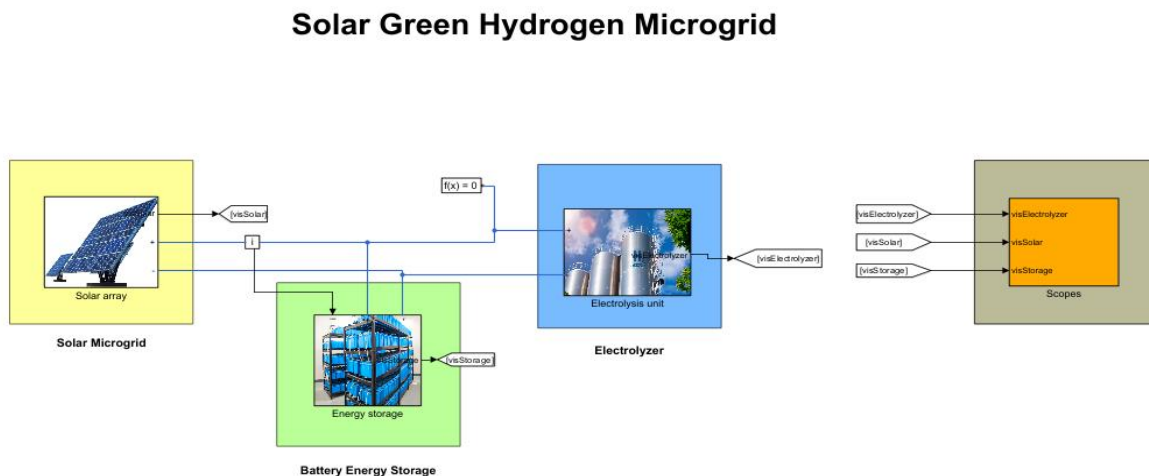 Solar Green Hydrogen Microgrid
f(x) = 0
[visSolar]
i
+
-
Solar array
Solar Microgrid
+
visElectrolyzer
[visElectrolyzer]
Electrolysis unit
Electrolyzer
[visStorage]
Energy storage
Battery Energy Storage
[visElectrolyzer]
[visSolar]
[visStorage]
visElectrolyzer
visSolar
visStorage
Scopes